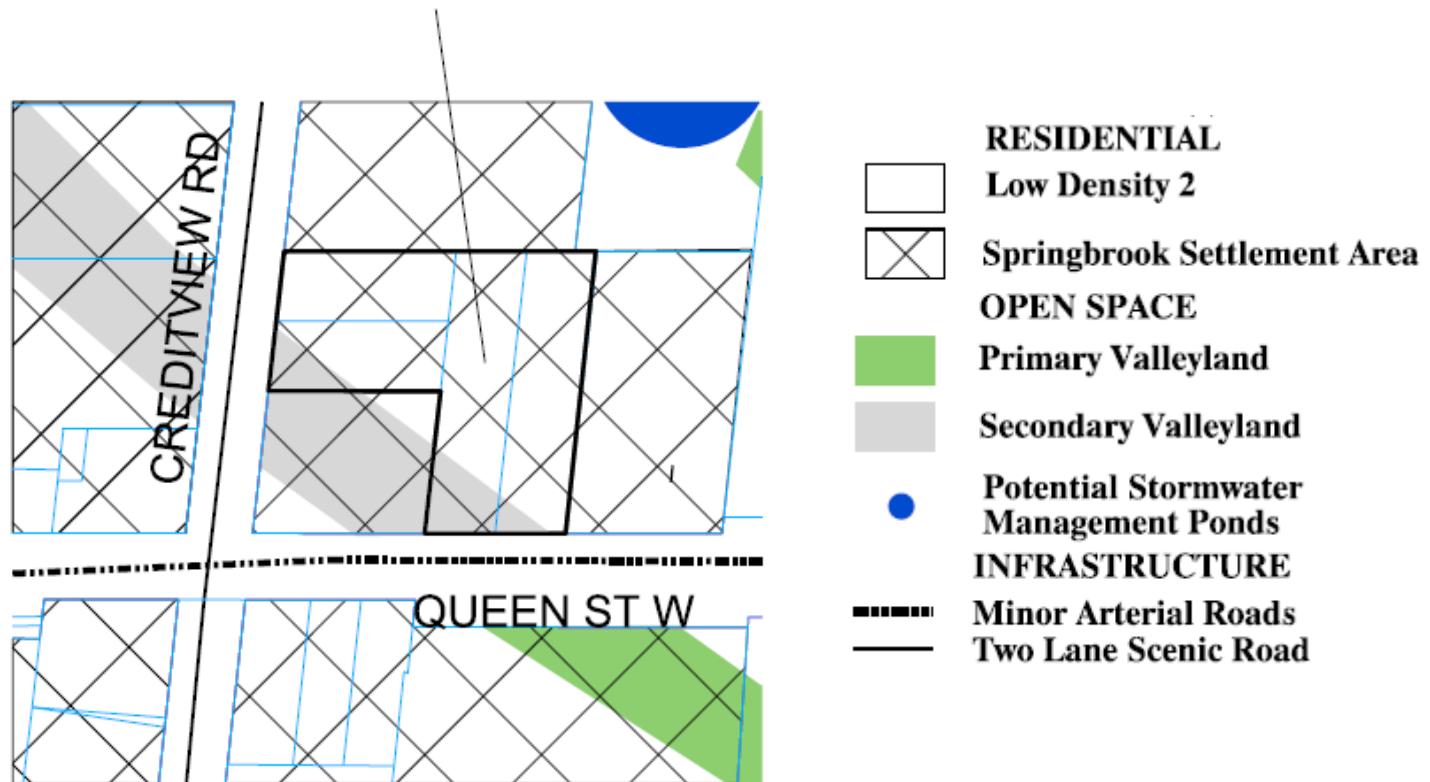 CREDITVIEW RD
QUEEN ST W
RESIDENTIAL
Low Density 2
Springbrook Settlement Area
OPEN SPACE
Primary Valleyland
Secondary Valleyland
Potential Stormwater
Management Ponds
INFRASTRUCTURE
Minor Arterial Roads
Two Lane Scenic Road